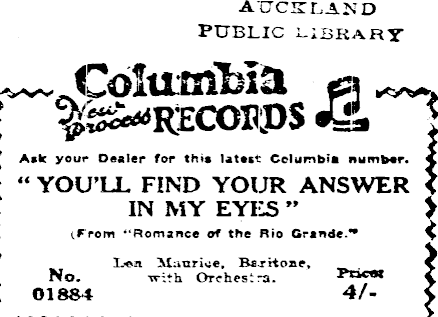 AUCKLAND
PUBLIC LIBRARY
Columbia
New
Process RECORDS
Ask your Dealer for this latest Columbia number.
“YOU'LL FIND YOUR ANSWER
IN MY EYES”
(From “Romance of the Rio Grande.”
Len Maurice, Baritone,
with Orchestra.
No.
01884
Price:
4/-